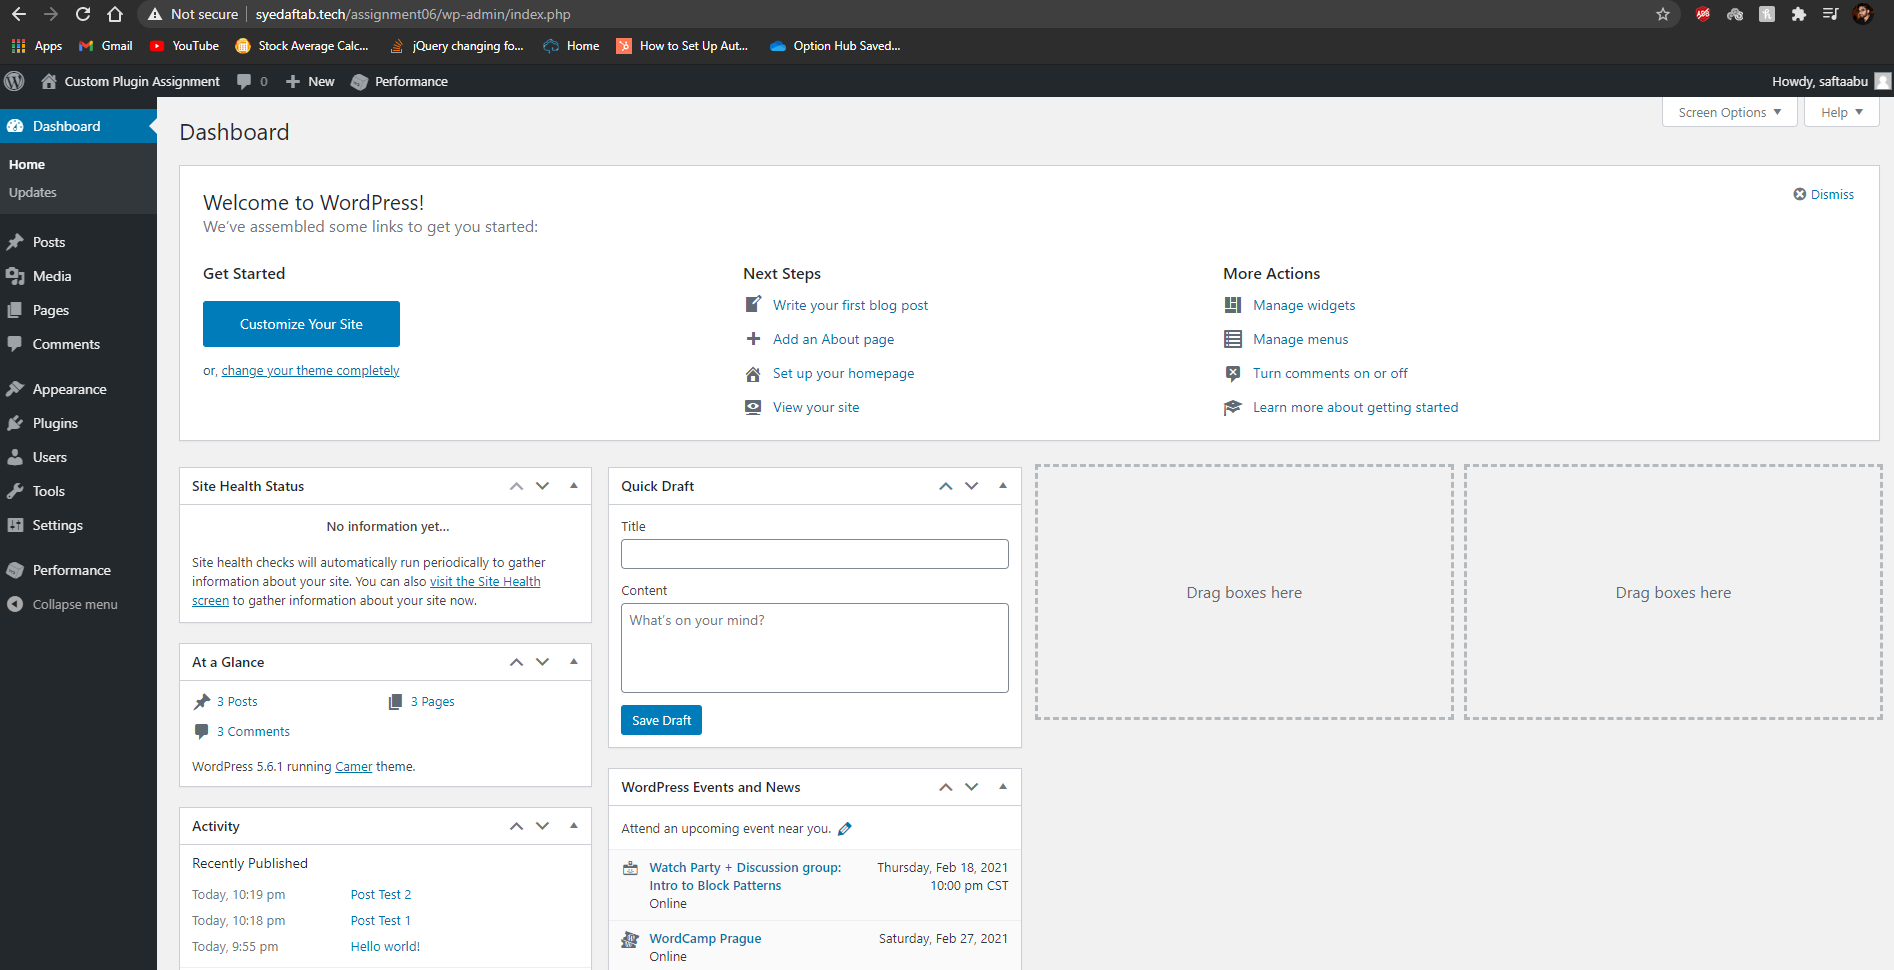 Not secure | syedaftab.tech/assignment06/wp-admin/index.php
Apps Gmail YouTube Stock Average Calc... jQuery changing fo... Home How to Set Up Aut... Option Hub Saved...
Custom Plugin Assignment 0 New Performance Howdy, saftaabu
Dashboard
Home
Updates
Posts
Media
Pages
Comments
Appearance
Plugins
Users
Tools
Settings
Performance
Collapse menu
Screen Options Help
Dashboard
Welcome to WordPress!
Dismiss
We've assembled some links to get you started:
Get Started
Customize Your Site
or, change your theme completely
Next Steps
Write your first blog post
Add an About page
Set up your homepage
View your site
More Actions
Manage widgets
Manage menus
Turn comments on or off
Learn more about getting started
Site Health Status
No information yet...
Site health checks will automatically run periodically to gather
information about your site. You can also visit the Site Health
screen to gather information about your site now.
At a Glance
3 Posts 3 Pages
3 Comments
WordPress 5.6.1 running Camer theme.
Activity
Recently Published
Today, 10:19 pm Post Test 2
Today, 10:18 pm Post Test 1
Today, 9:55 pm Hello world!
Quick Draft
Title
Content
What's on your mind?
Save Draft
WordPress Events and News
Attend an upcoming event near you.
Watch Party + Discussion group: Thursday, Feb 18, 2021
Intro to Block Patterns 10:00 pm CST
Online
WordCamp Prague Saturday, Feb 27, 2021
Online
Drag boxes here
Drag boxes here